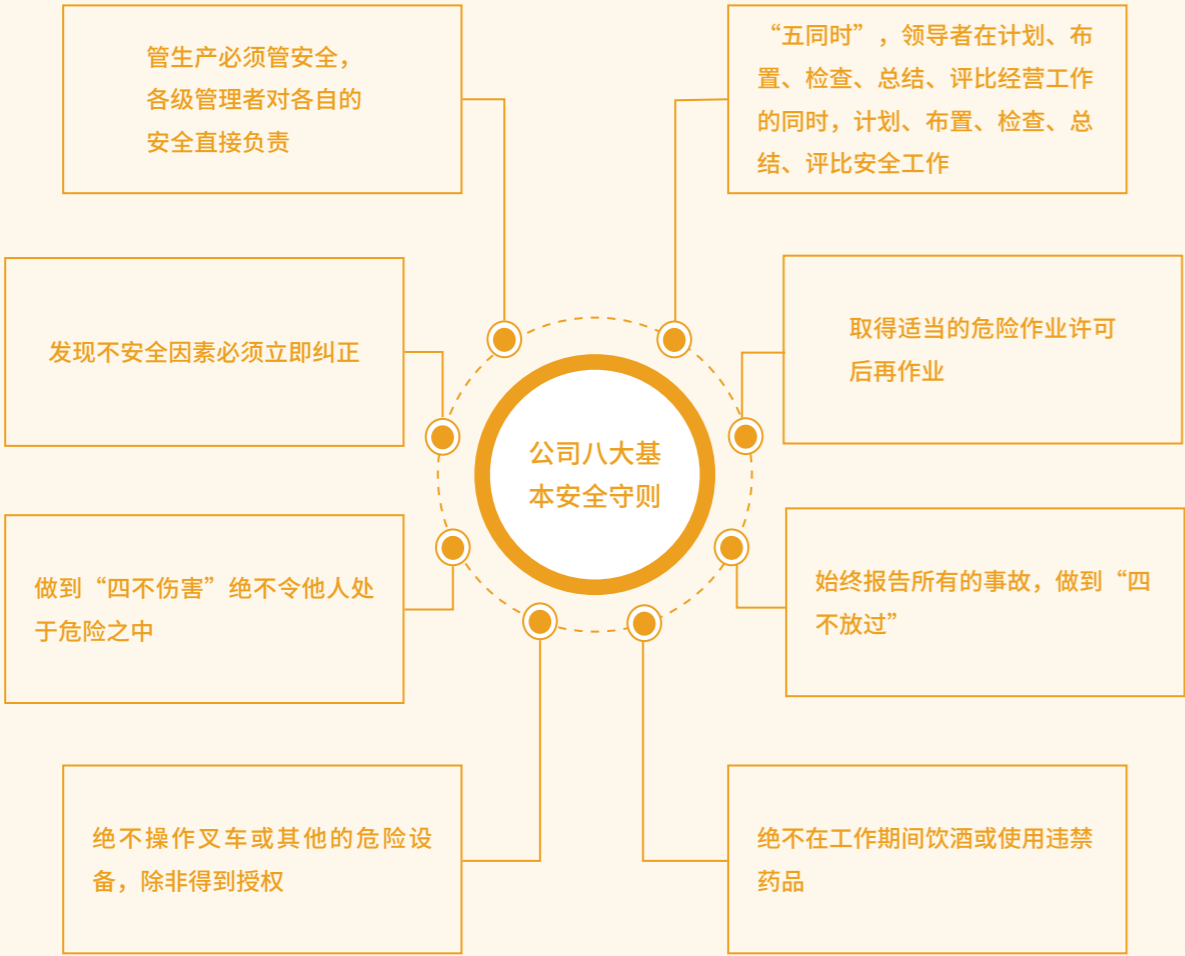 管生产必须管安全，
各级管理者对各自的
安全直接负责
“五同时”，领导者在计划、布
置、检查、总结、评比经营工作
的同时，计划、布置、检查、总
结、评比安全工作
发现不安全因素必须立即纠正
取得适当的危险作业许可
后再作业
公司八大基
本安全守则
做到“四不伤害”绝不令他人处
于危险之中
始终报告所有的事故，做到“四
不放过”
绝不操作叉车或其他的危险设
备，除非得到授权
绝不在工作期间饮酒或使用违禁
药品